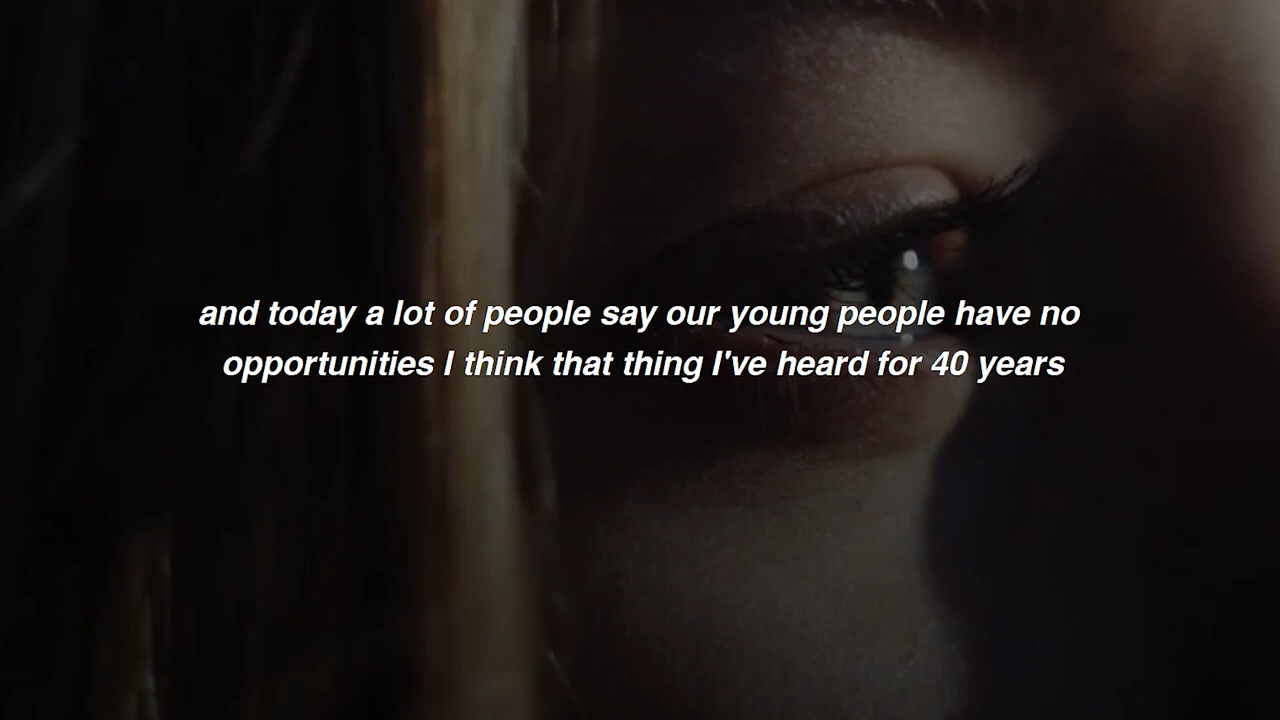 and today a lot of people say our young people have no
opportunities I think that thing I've heard for 40 years